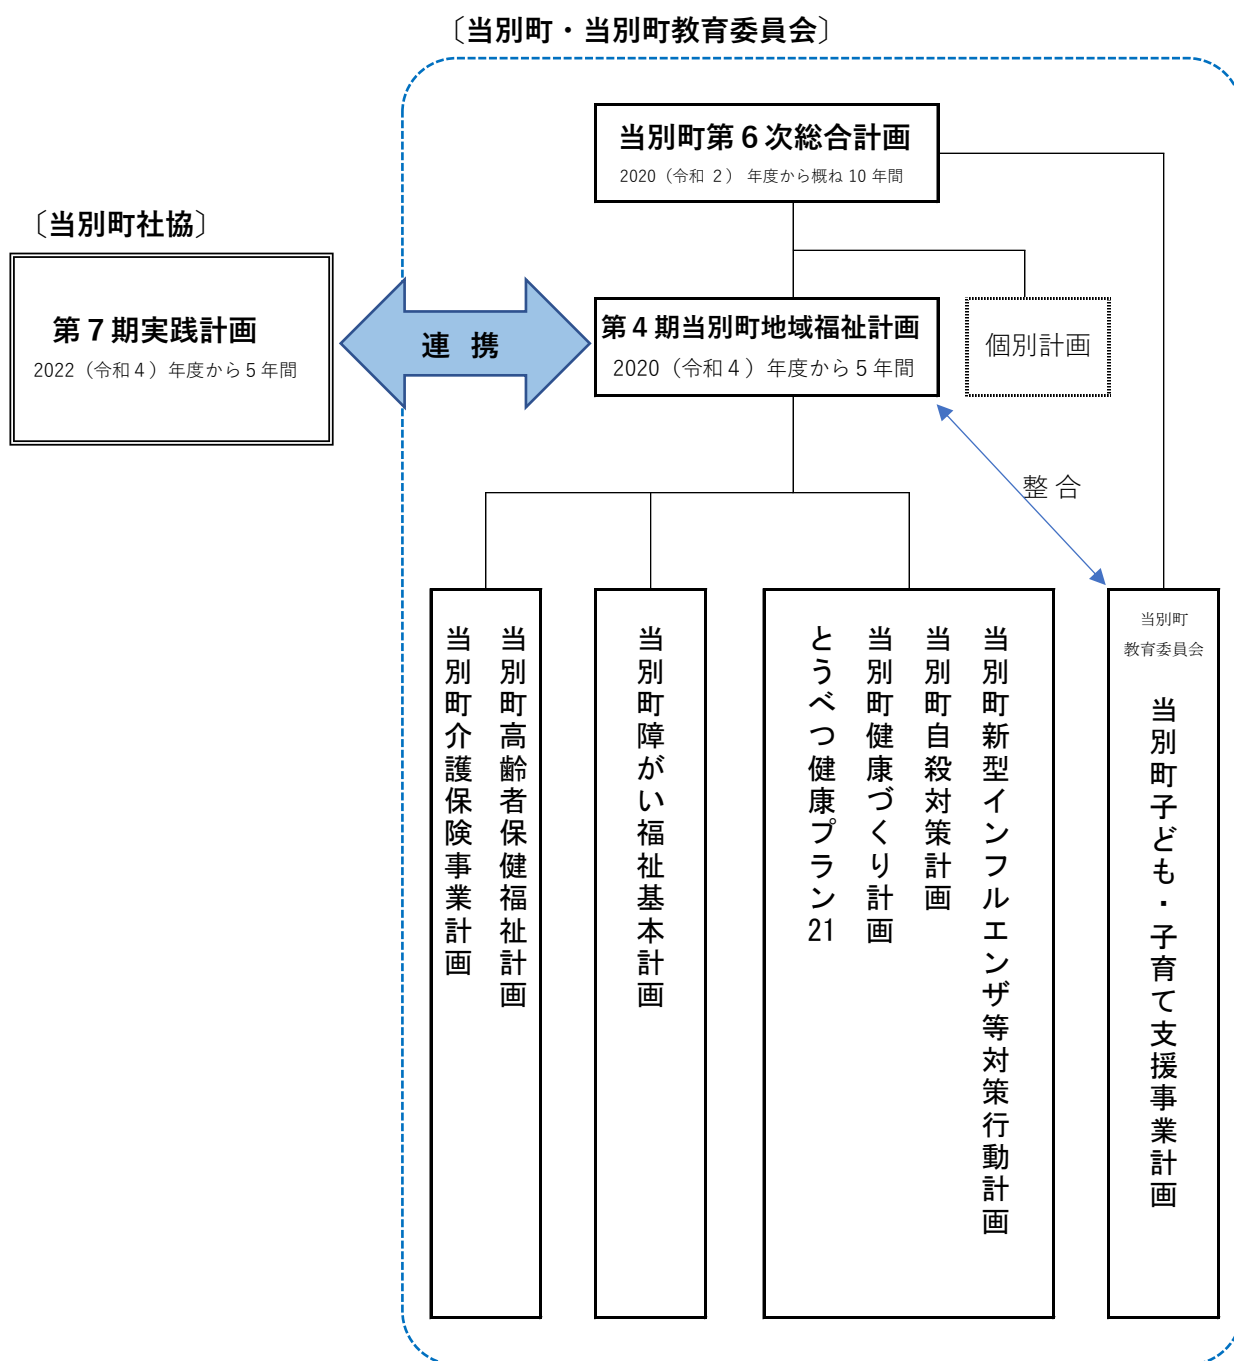 〔当別町・当別町教育委員会〕
当別町第６次総合計画
2020（令和 ２） 年度から概ね 10 年間
〔当別町社協〕
第７期実践計画
2022（令和４）年度から５年間
連 携
第４期当別町地域福祉計画
2020（令和４）年度から５年間
個別計画
整 合
当別町高齢者保健福祉計画
当別町介護保険事業計画
当別町障がい福祉基本計画
当別町新型インフルエンザ等対策行動計画
当別町自殺対策計画
当別町健康づくり計画
とうべつ健康プラン21
当別町
教育委員会
当別町子ども・子育て支援事業計画